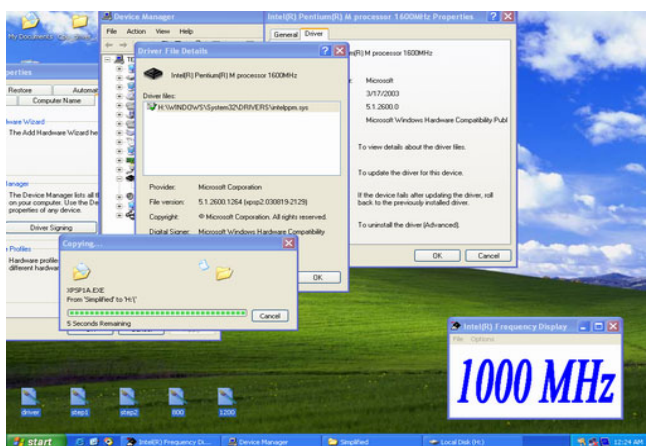 My Documents
Device Manager
File Action View Help
Intel(R) Pentium(R) M processor 1600MHz Properties
General Driver
Driver File Details
Intel(R) Pentium(R) M processor 1600MHz
Driver files:
H:\WINDOWS\System32\DRIVERS\intelppm.sys
Provider: Microsoft Corporation
File version: 5.1.2600.1264 (xpsp2.030819-2129)
Copyright: © Microsoft Corporation. All rights reserved.
Digital Signer: Microsoft Windows Hardware Compatibility
OK
M processor 1600MHz
Microsoft
3/17/2003
5.1.2600.0
Microsoft Windows Hardware Compatibility Publ
To view details about the driver files.
To update the driver for this device.
If the device fails after updating the driver, roll
back to the previously installed driver.
To uninstall the driver (Advanced).
OK Cancel
perties
Restore Automat
Computer Name
ware Wizard
The Add Hardware Wizard he
anager
The Device Manager lists all t
on your computer. Use the De
properties of any device.
Driver Signing
Profiles
Hardware profile
different hardwar
Copying...
XPSP1A.EXE
From 'Simplified' to 'H:\'
5 Seconds Remaining
Cancel
Intel(R) Frequency Display
File Options
1000 MHz
driver step1 step2 600 1200
start
Intel(R) Frequency Di...
Device Manager
Simplified
Local Disk (H:)
12:24 AM